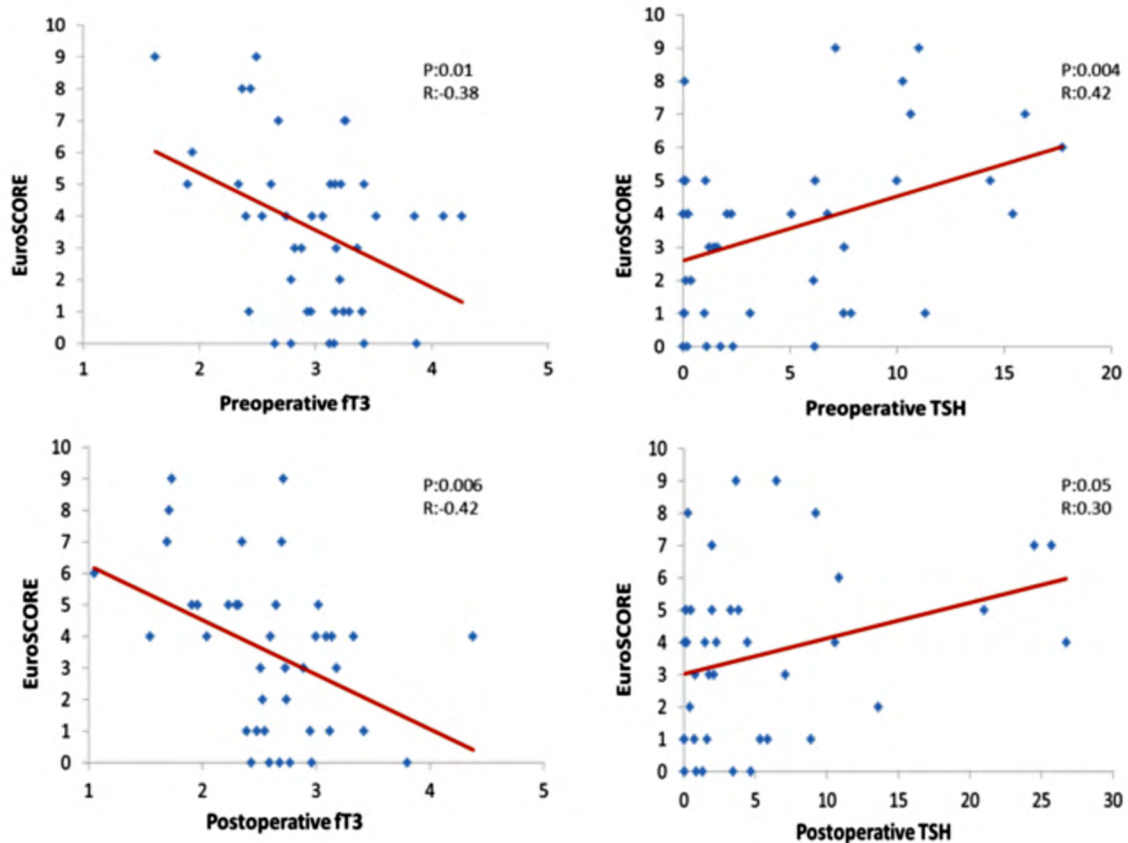 10
9
8
7
6
5
4
3
2
1
0
EuroSCORE
P:0.01
R:-0.38
1 2 3 4 5
Preoperative fT3
10
9
8
7
6
5
4
3
2
1
0
EuroSCORE
P:0.004
R:0.42
0 5 10 15 20
Preoperative TSH
10
9
8
7
6
5
4
3
2
1
0
EuroSCORE
P:0.006
R:-0.42
1 2 3 4 5
Postoperative fT3
10
9
8
7
6
5
4
3
2
1
0
EuroSCORE
P:0.05
R:0.30
0 5 10 15 20 25 30
Postoperative TSH